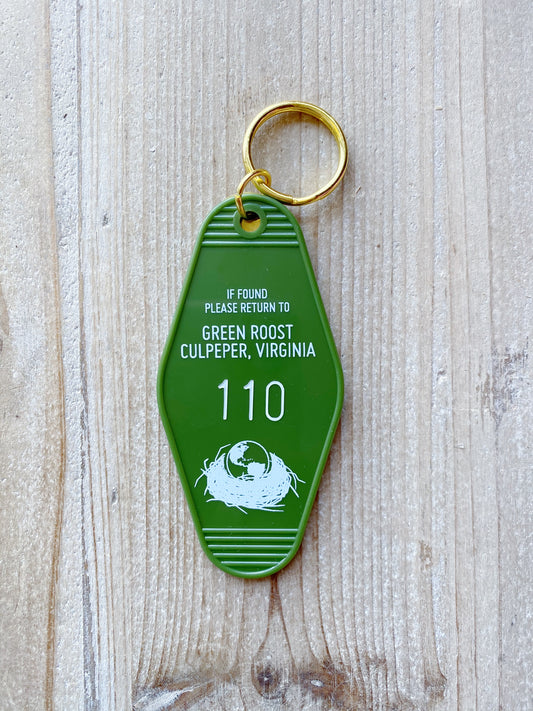 IF FOUND
PLEASE RETURN TO
GREEN ROOST
CULPEPER, VIRGINIA
110